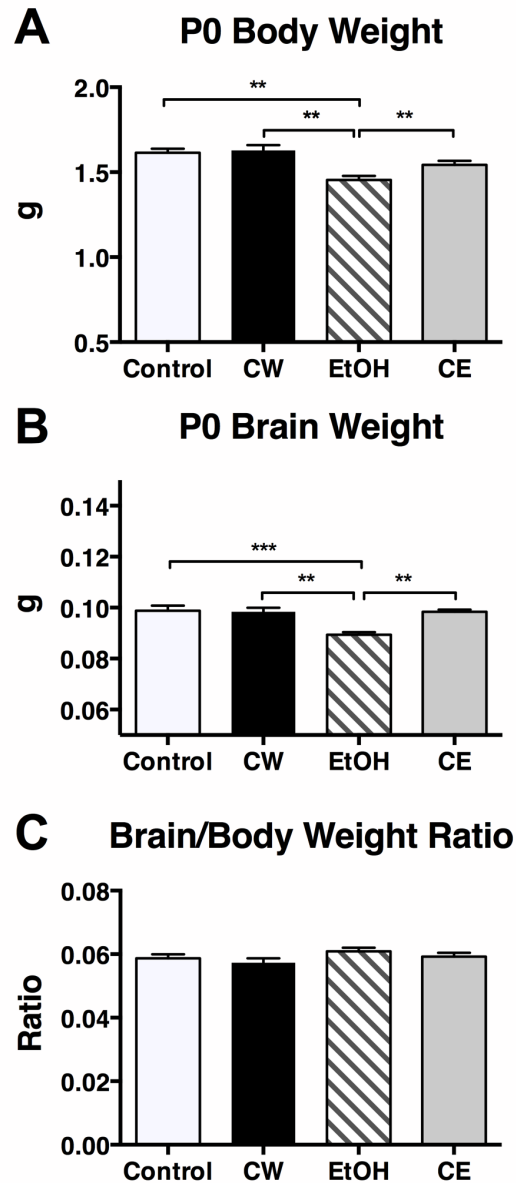 A P0 Body Weight
2.0
**
** **
1.5
g
1.0
0.5
Control CW EtOH CE
B P0 Brain Weight
0.14
0.12
***
** **
0.10
g
0.08
0.06
Control CW EtOH CE
C Brain/Body Weight Ratio
0.08
0.06
0.04
Ratio
0.02
0.00
Control CW EtOH CE